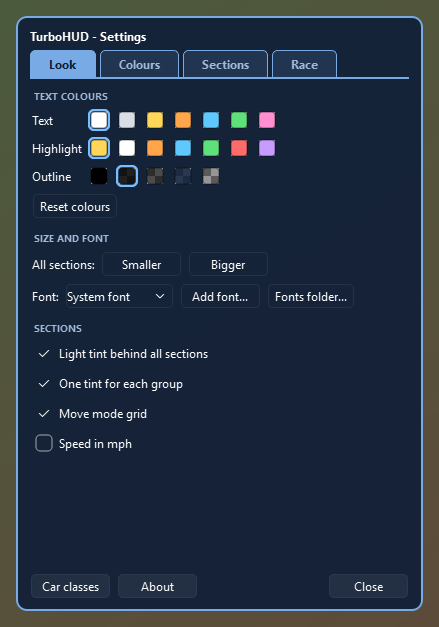 TurboHUD - Settings
Look Colours Sections Race
TEXT COLOURS
Text
Highlight
Outline
Reset colours
SIZE AND FONT
All sections: Smaller Bigger
Font: System font Add font... Fonts folder...
SECTIONS
Light tint behind all sections
One tint for each group
Move mode grid
Speed in mph
Car classes About Close